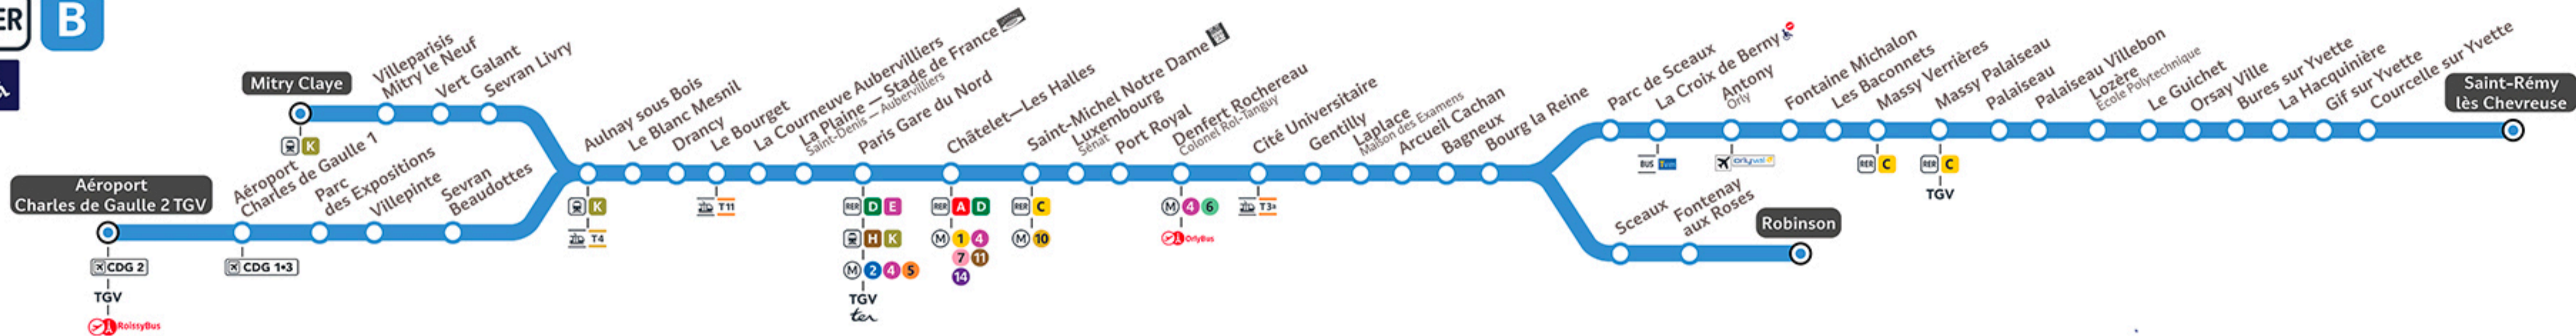 ER
B
Mitry Claye
Villeparisis
Mitry le Neuf
Vert Galant
Sevran Livry
K
Aéroport
Charles de Gaulle 2 TGV
CDG 2
TGV
RoissyBus
Aéroport
Charles de Gaulle 1
CDG 1•3
Parc
des Expositions
Villepinte
Sevran
Beaudottes
Aulnay sous Bois
K
T4
Le Blanc Mesnil
Drancy
Le Bourget
T11
La Courneuve Aubervilliers
La Plaine — Stade de France
Saint-Denis — Aubervilliers
Paris Gare du Nord
RER D E
H K
M 2 4 5
TGV
ter
Châtelet—Les Halles
RER A D
M 1 4
7 11
14
Saint-Michel Notre Dame
RER C
M 10
Luxembourg
Sénat
Port Royal
Denfert Rochereau
Colonel Rol-Tanguy
M 4 6
OrlyBus
Cité Universitaire
T3a
Gentilly
Laplace
Maison des Examens
Arcueil Cachan
Bagneux
Bourg la Reine
Parc de Sceaux
La Croix de Berny
BUS
Antony
Orly
orlyval
Fontaine Michalon
Les Baconnets
Massy Verrières
RER C
Massy Palaiseau
RER C
TGV
Palaiseau
Palaiseau Villebon
Lozère
École Polytechnique
Le Guichet
Orsay Ville
Bures sur Yvette
La Hacquinière
Gif sur Yvette
Courcelle sur Yvette
Saint-Rémy
lès Chevreuse
Sceaux
Fontenay
aux Roses
Robinson